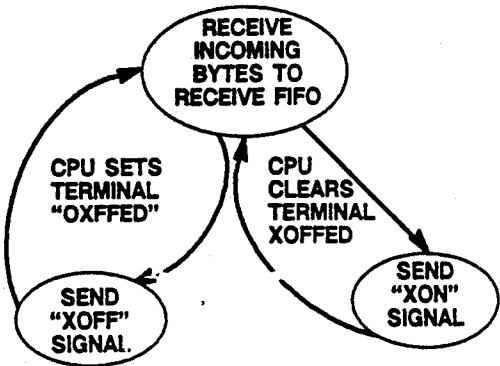 RECEIVE
INCOMING
BYTES TO
RECEIVE FIFO
CPU SETS
TERMINAL
"OXFFED"
CPU
CLEARS
TERMINAL
XOFFED
SEND
"XOFF"
SIGNAL.
SEND
"XON"
SIGNAL